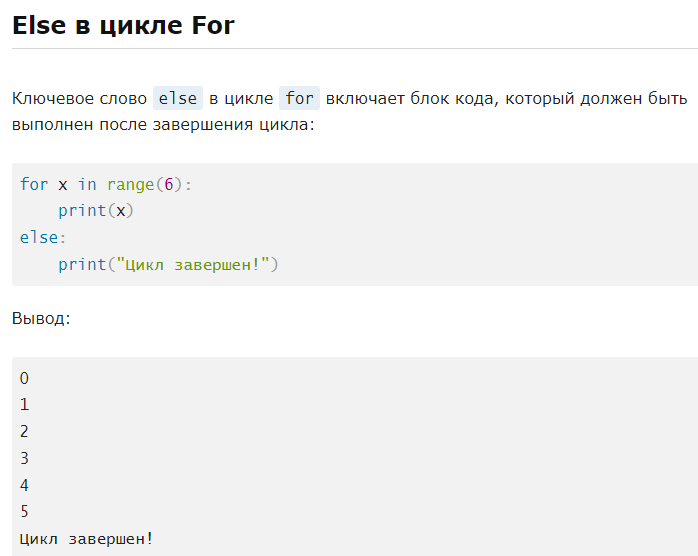 Else в цикле For
Ключевое слово else в цикле for включает блок кода, который должен быть
выполнен после завершения цикла:
for x in range(6):
    print(x)
else:
    print("Цикл завершен!")
Вывод:
0
1
2
3
4
5
Цикл завершен!